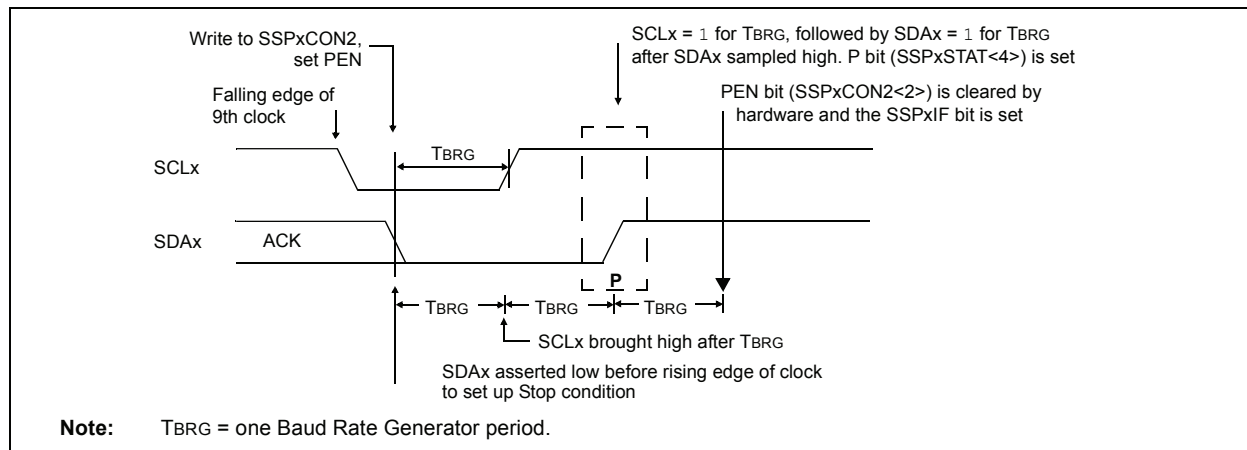 Write to SSPxCON2,
set PEN
SCLx = 1 for TBRG, followed by SDAx = 1 for TBRG
after SDAx sampled high. P bit (SSPxSTAT<4>) is set
Falling edge of
9th clock
PEN bit (SSPxCON2<2>) is cleared by
hardware and the SSPxIF bit is set
SCLx
TBRG
SDAx
ACK
P
TBRG
TBRG
TBRG
SCLx brought high after TBRG
SDAx asserted low before rising edge of clock
to set up Stop condition
Note: TBRG = one Baud Rate Generator period.